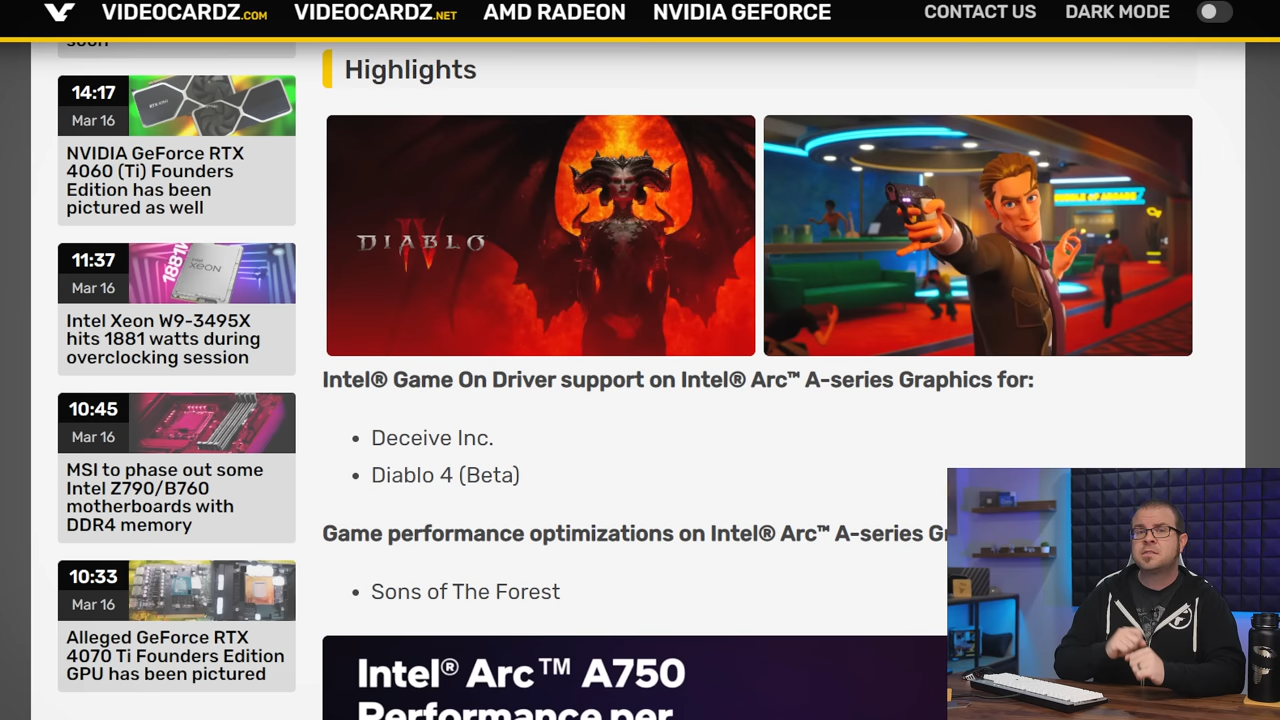 VIDEOCARDZ.COM
VIDEOCARDZ.NET
AMD RADEON
NVIDIA GEFORCE
CONTACT US
DARK MODE
soon
14:17
Mar 16
NVIDIA GeForce RTX
4060 (Ti) Founders
Edition has been
pictured as well
11:37
Mar 16
1881W
XEON
Intel Xeon W9-3495X
hits 1881 watts during
overclocking session
10:45
Mar 16
MSI to phase out some
Intel Z790/B760
motherboards with
DDR4 memory
10:33
Mar 16
Alleged GeForce RTX
4070 Ti Founders Edition
GPU has been pictured
Highlights
DIABLO
IV
Intel® Game On Driver support on Intel® Arc™ A-series Graphics for:
• Deceive Inc.
• Diablo 4 (Beta)
Game performance optimizations on Intel® Arc™ A-series Gr
• Sons of The Forest
Intel® Arc™ A750
Performance per